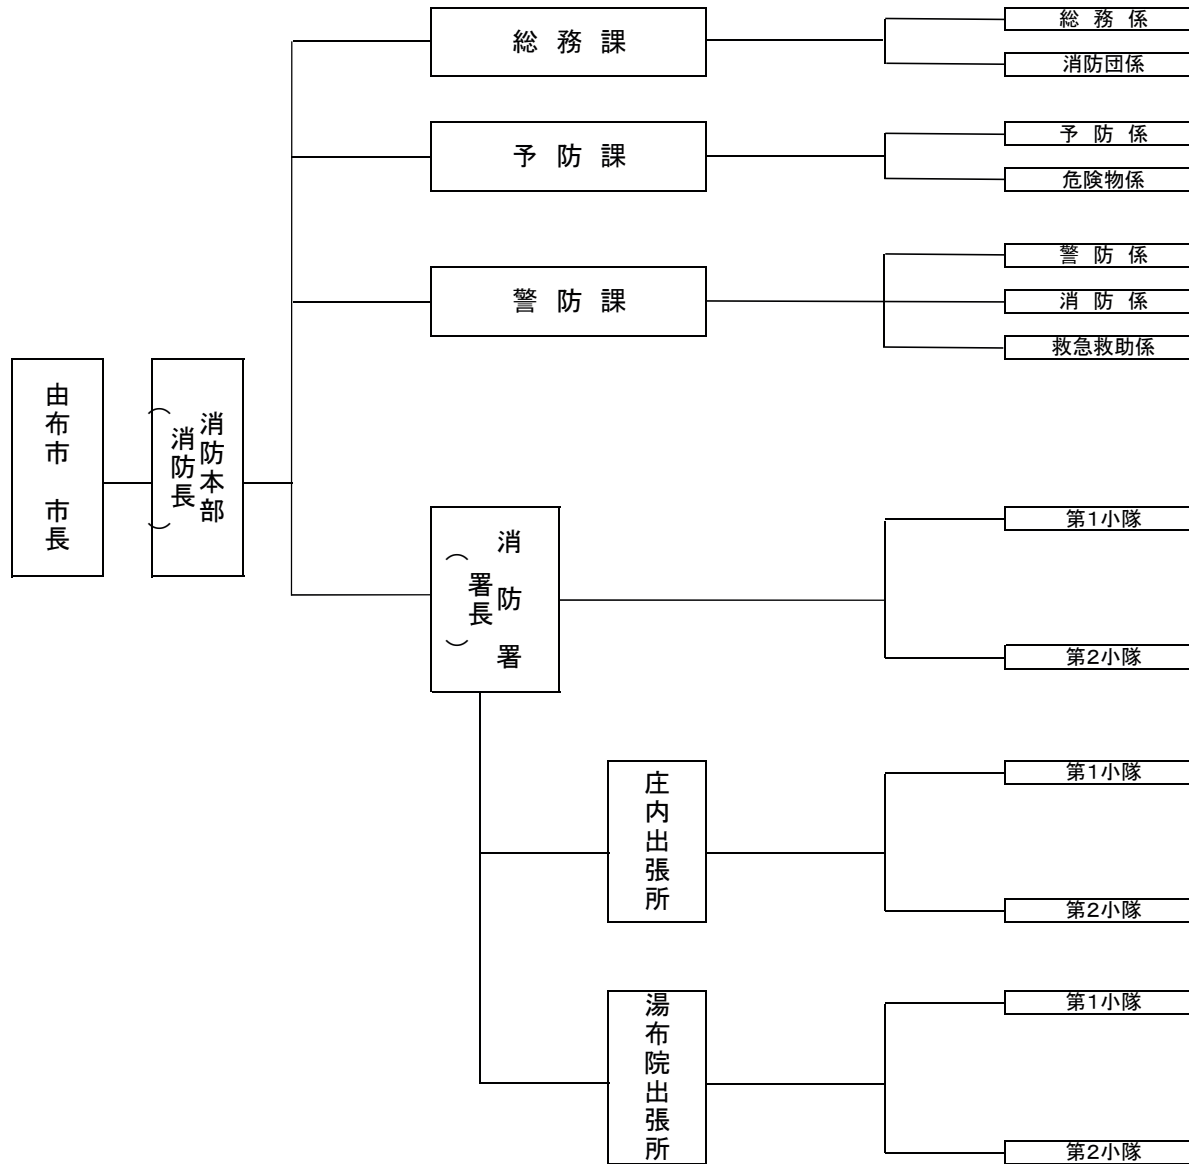 総務課
総務係
消防団係
予防課
予防係
危険物係
警防課
警防係
消防係
救急救助係
由布市 市長
消防本部
（消防長）
消防署
（署長）
第1小隊
第2小隊
庄内出張所
第1小隊
第2小隊
湯布院出張所
第1小隊
第2小隊